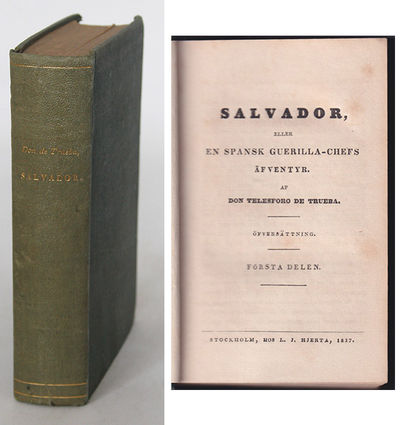 Don de Trueba,
SALVADOR.
SALVADOR,
ELLER
EN SPANSK GUERILLA-CHEFS
ÄFVENTYR.
AF
DON TELESFORO DE TRUEBA.
ÖFVERSÄTTNING.
FÖRSTA DELEN.
STOCKHOLM, HOS L. J. HJERTA, 1837.